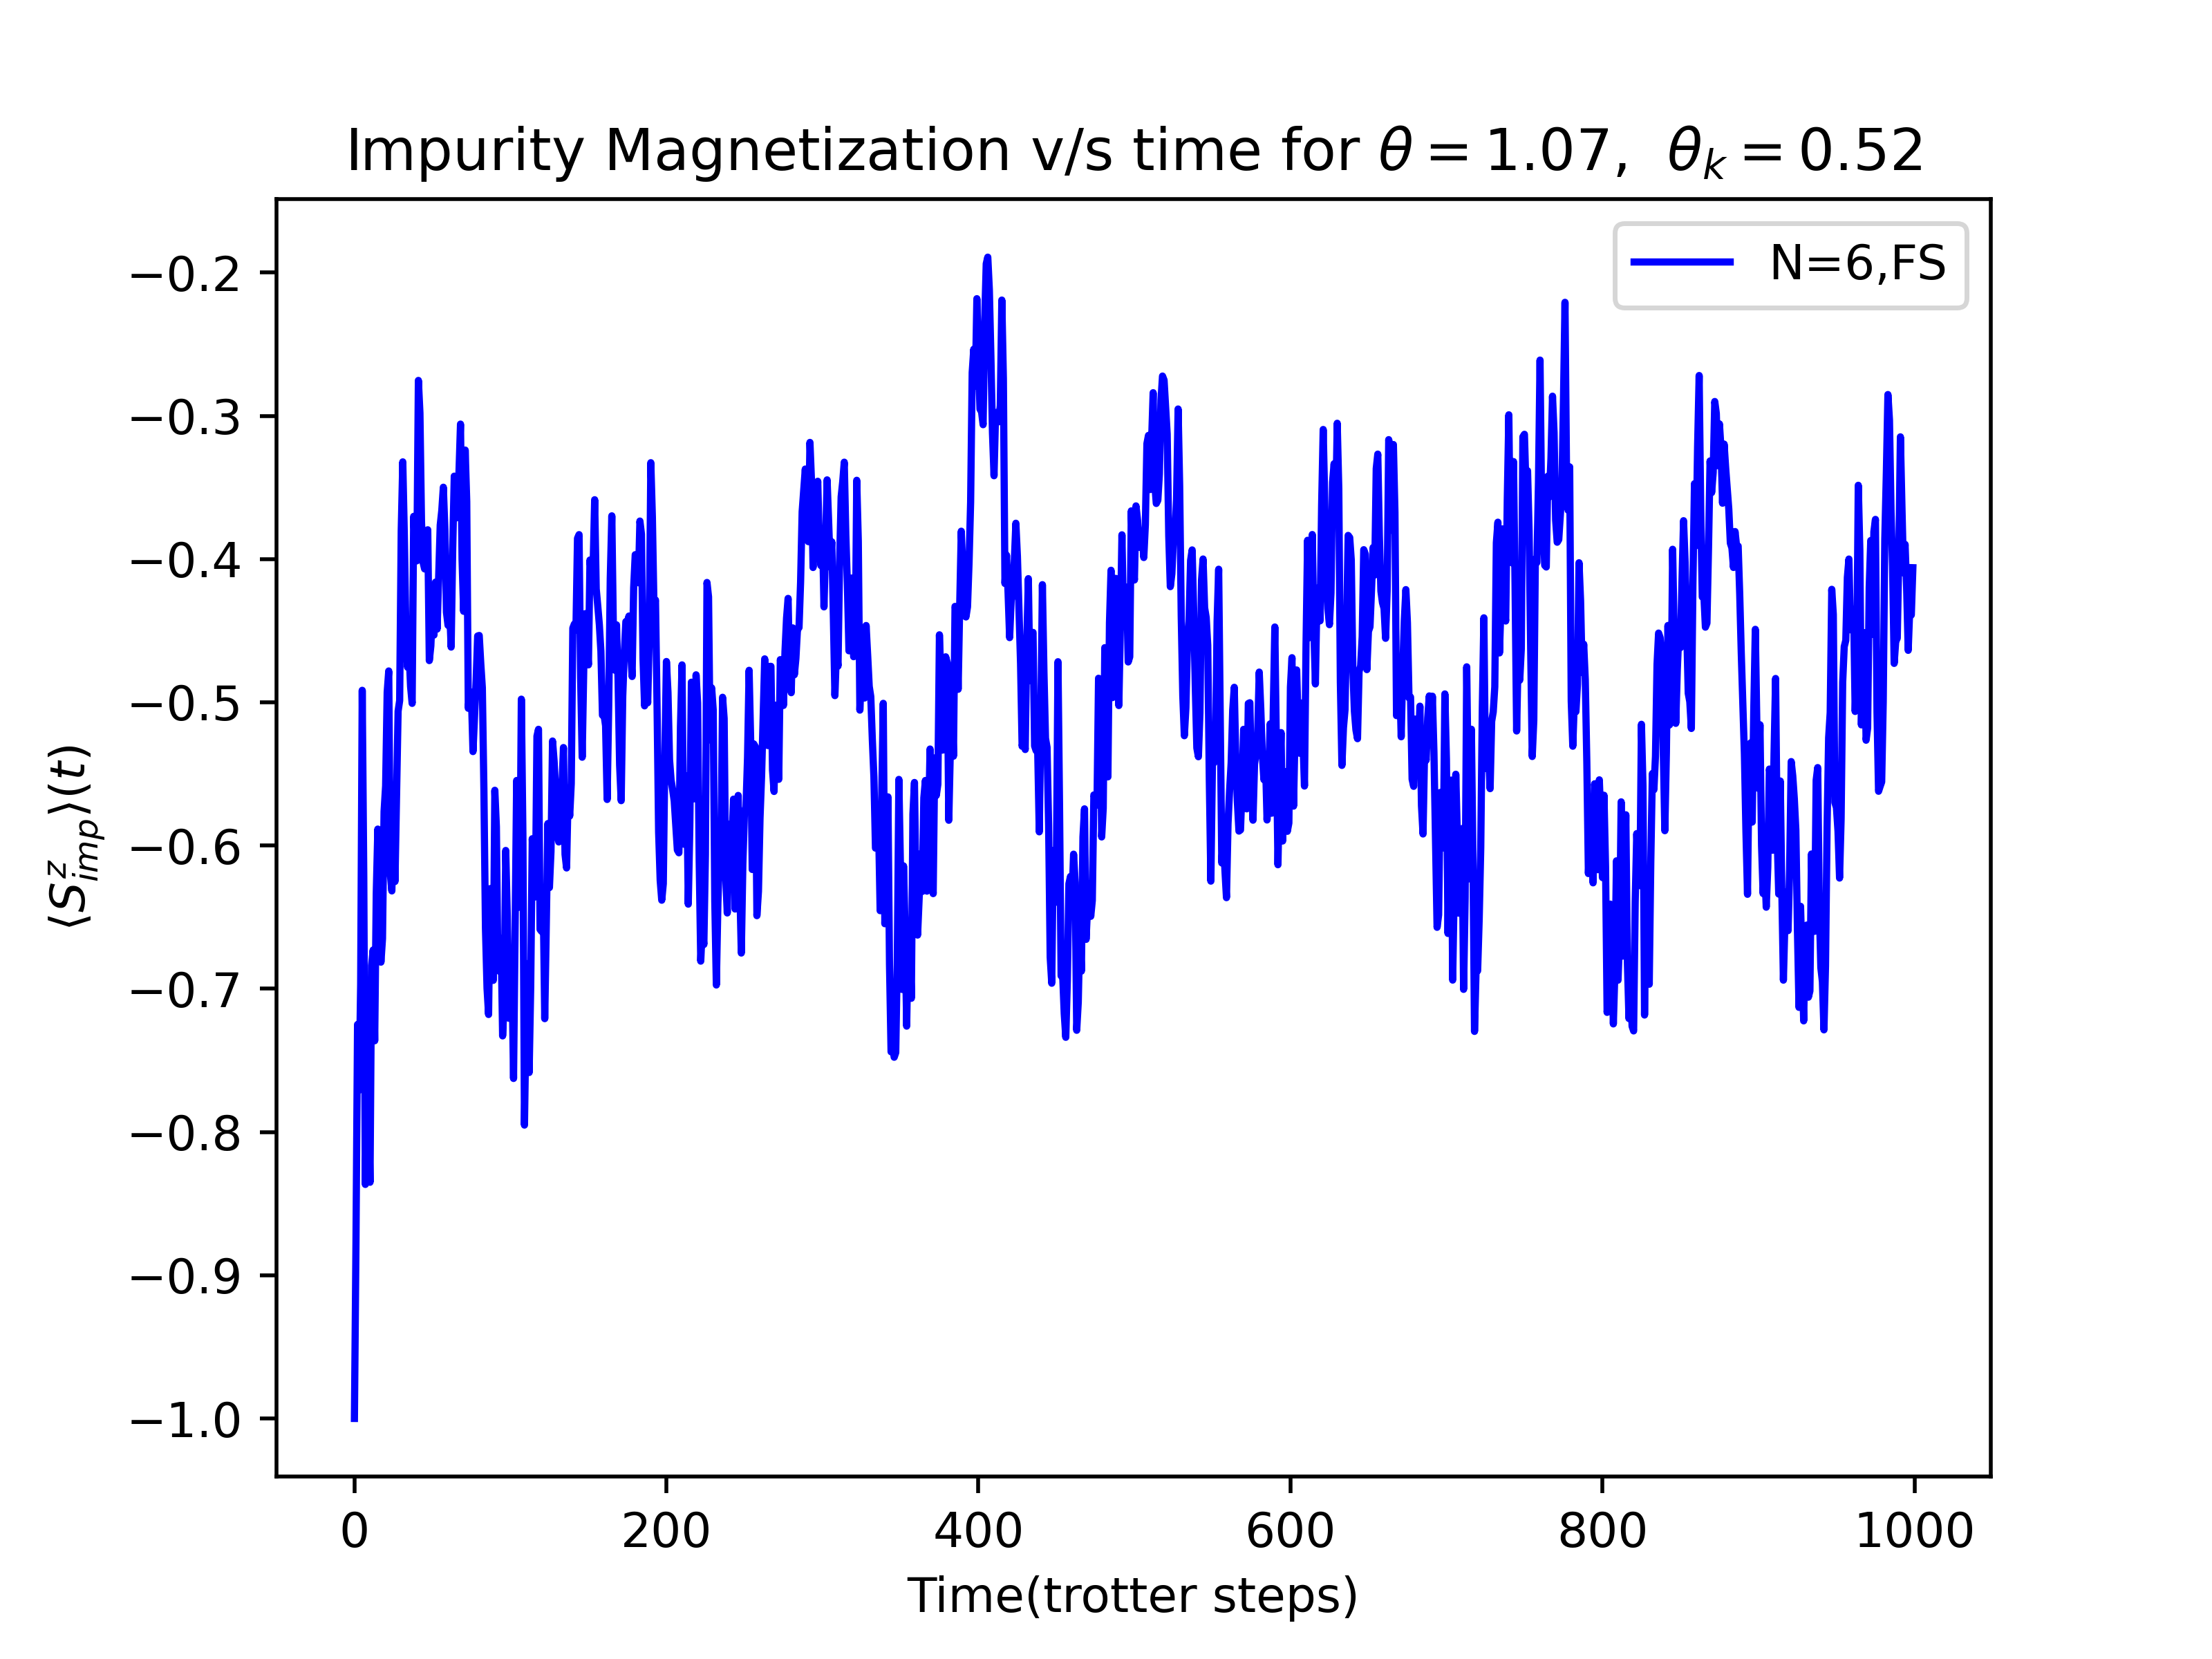 Impurity Magnetization v/s time for θ = 1.07, θk = 0.52
N=6,FS
⟨S^z_imp⟩(t)
−0.2
−0.3
−0.4
−0.5
−0.6
−0.7
−0.8
−0.9
−1.0
0 200 400 600 800 1000
Time(trotter steps)